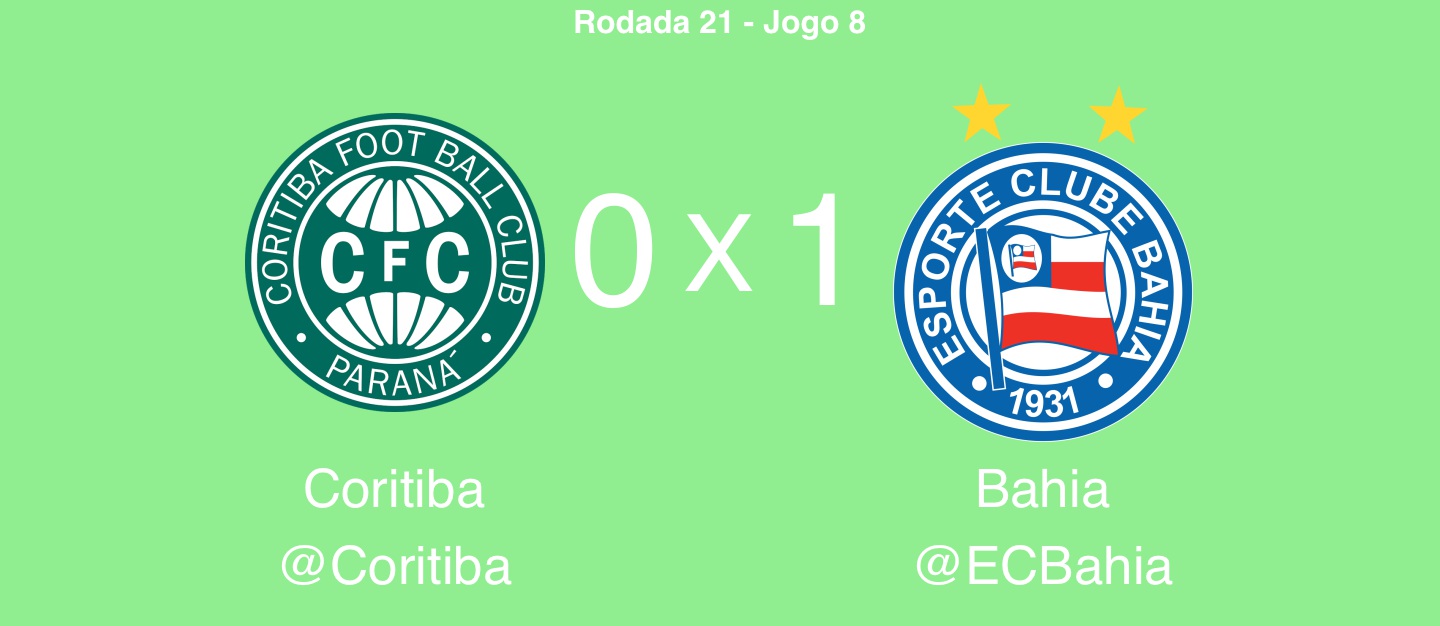 Rodada 21 - Jogo 8
CORITIBA FOOT BALL CLUB
CFC
PARANÁ
0 x 1
ESPORTE CLUBE BAHIA
1931
Coritiba
Bahia
@Coritiba
@ECBahia